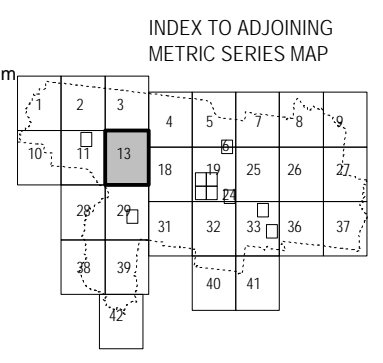 INDEX TO ADJOINING
METRIC SERIES MAP
m
1 2 3
4 5 7 8 9
6
10 11 13
18 19 25 26 27
24
28 29
31 32 33 36 37
38 39
40 41
42